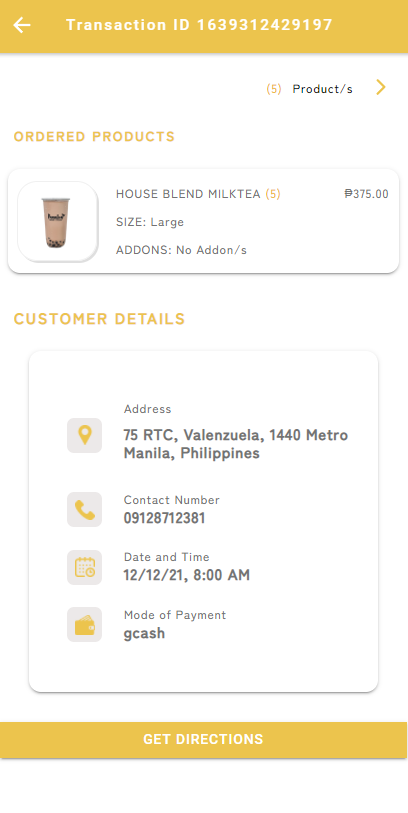 Transaction ID 1639312429197
(5) Product/s
ORDERED PRODUCTS
HOUSE BLEND MILKTEA (5) ₱375.00
SIZE: Large
ADDONS: No Addon/s
CUSTOMER DETAILS
Address
75 RTC, Valenzuela, 1440 Metro
Manila, Philippines
Contact Number
09128712381
Date and Time
12/12/21, 8:00 AM
Mode of Payment
gcash
GET DIRECTIONS